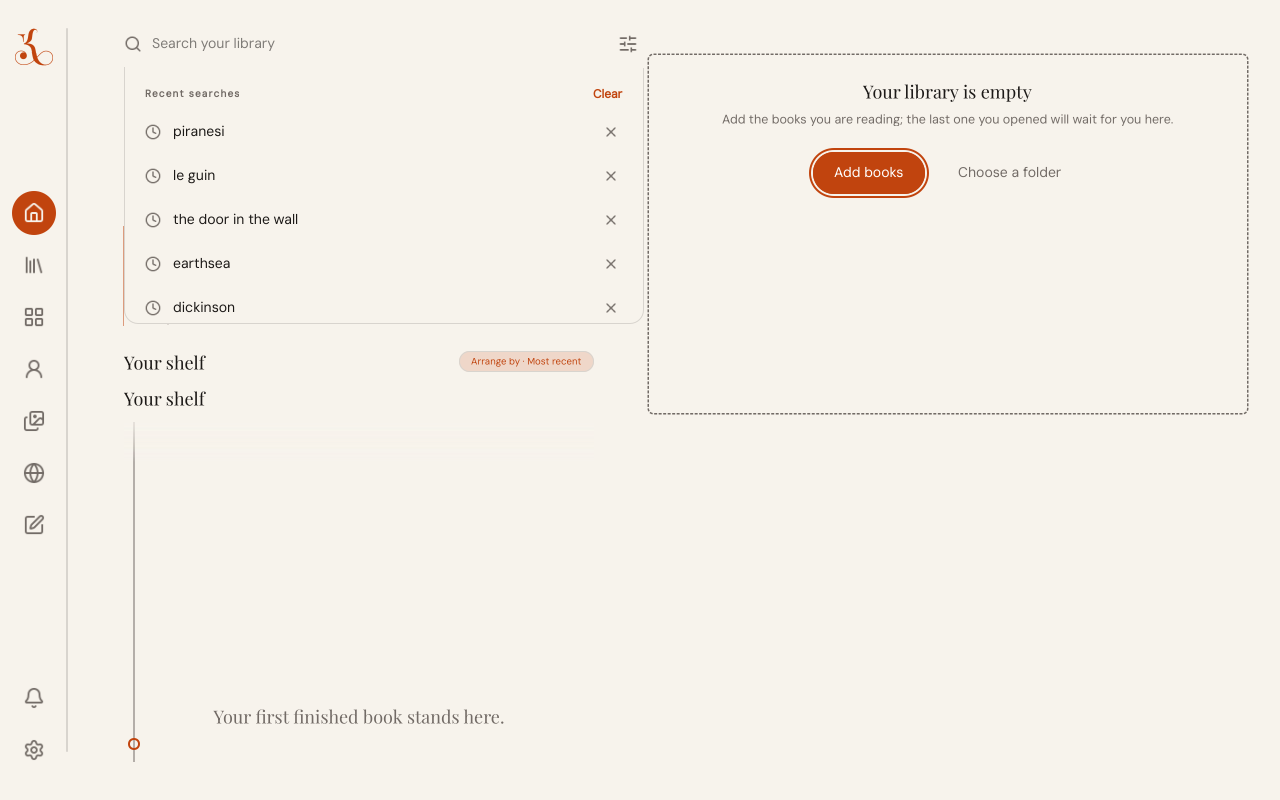 Search your library
Recent searches
Clear
piranesi
le guin
the door in the wall
earthsea
dickinson
Your shelf
Arrange by · Most recent
Your shelf
Your first finished book stands here.
Your library is empty
Add the books you are reading; the last one you opened will wait for you here.
Add books
Choose a folder